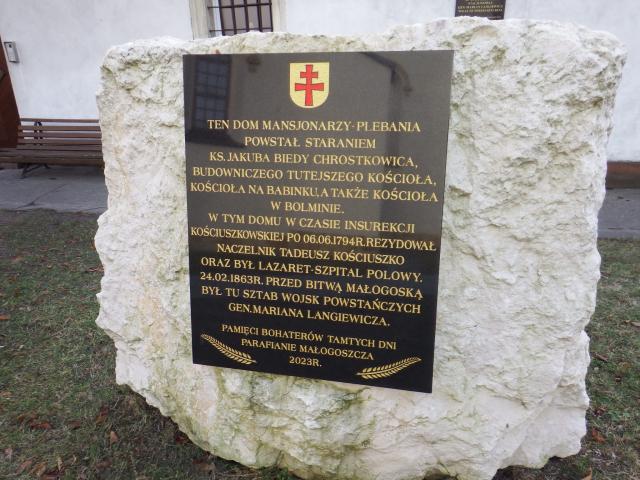 TEN DOM MANSJONARZY-PLEBANIA
POWSTAŁ STARANIEM
KS. JAKUBA BIEDY CHROSTKOWICA,
BUDOWNICZEGO TUTEJSZEGO KOŚCIOŁA,
KOŚCIOŁA NA BABINKU, A TAKŻE KOŚCIOŁA
W BOLMINIE.
W TYM DOMU W CZASIE INSUREKCJI
KOŚCIUSZKOWSKIEJ PO 06.06.1794R. REZYDOWAŁ
NACZELNIK TADEUSZ KOŚCIUSZKO
ORAZ BYŁ LAZARET-SZPITAL POLOWY.
24.02.1863R. PRZED BITWĄ MAŁOGOSKĄ
BYŁ TU SZTAB WOJSK POWSTAŃCZYCH
GEN. MARIANA LANGIEWICZA.
PAMIĘCI BOHATERÓW TAMTYCH DNI
PARAFIANIE MAŁOGOSZCZA
2023R.